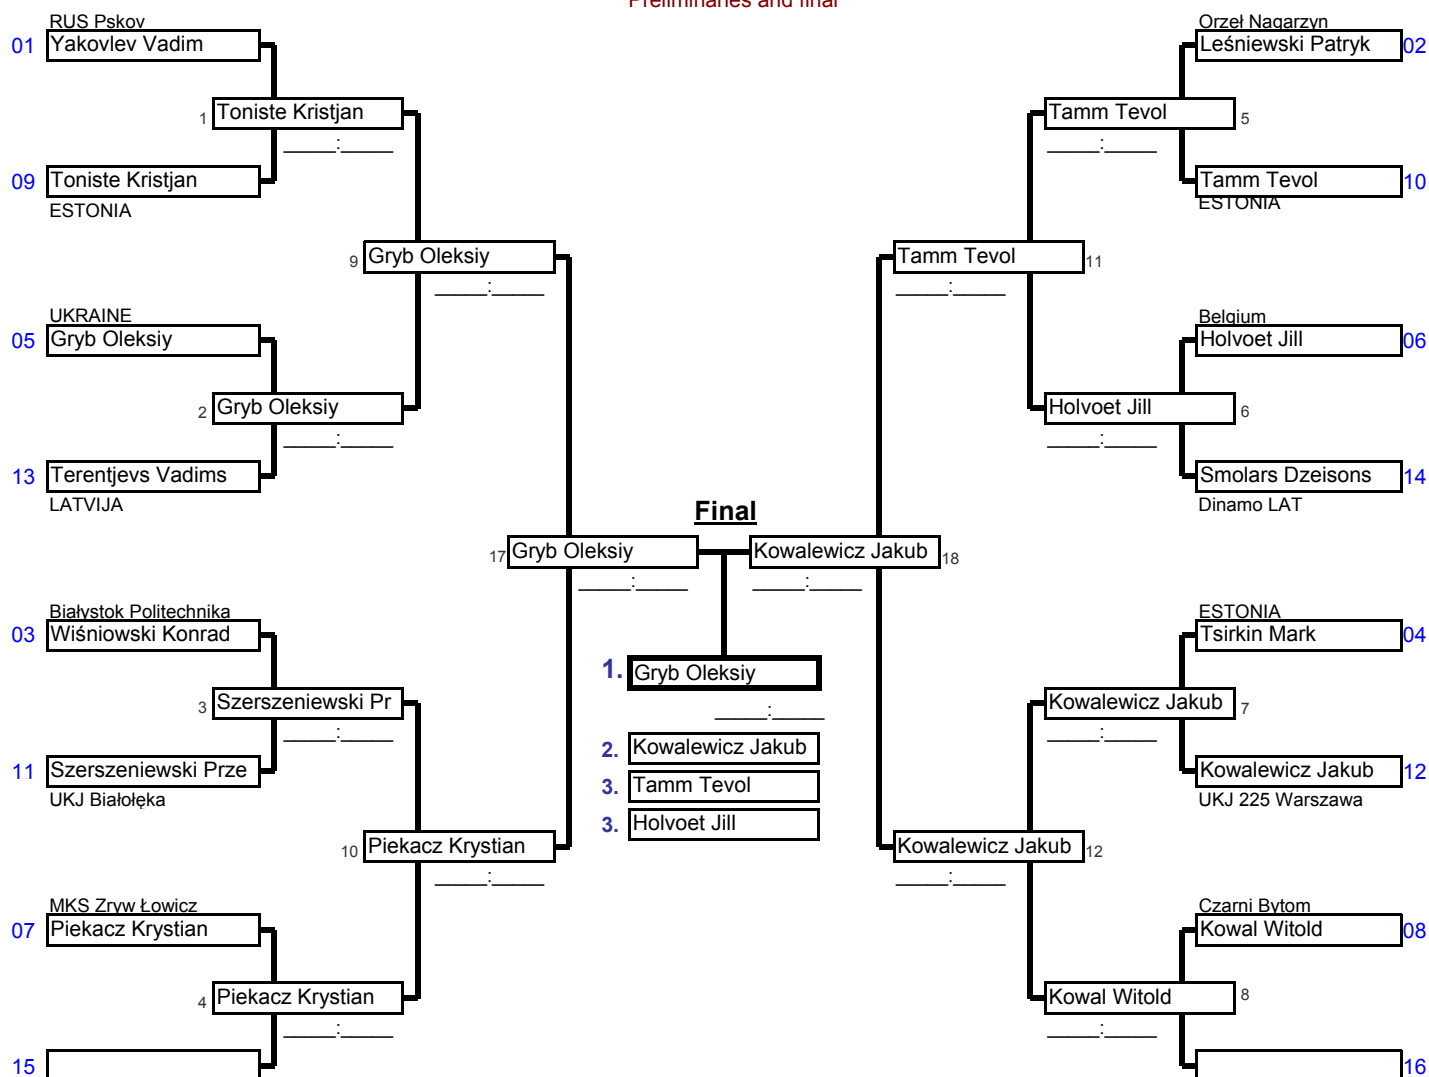 Preliminaries and final
RUS Pskov
01 Yakovlev Vadim
1 Toniste Kristjan
_____:_____
09 Toniste Kristjan
ESTONIA
9 Gryb Oleksiy
_____:_____
UKRAINE
05 Gryb Oleksiy
2 Gryb Oleksiy
_____:_____
13 Terentjevs Vadims
LATVIJA
17 Gryb Oleksiy
_____:_____
Białystok Politechnika
03 Wiśniowski Konrad
3 Szerszeniewski Pr
_____:_____
11 Szerszeniewski Prze
UKJ Białołęka
10 Piekacz Krystian
_____:_____
MKS Zryw Łowicz
07 Piekacz Krystian
4 Piekacz Krystian
_____:_____
15
Final
1. Gryb Oleksiy
_____:_____
2. Kowalewicz Jakub
3. Tamm Tevol
3. Holvoet Jill
Orzeł Nagarzyn
Leśniewski Patryk 02
Tamm Tevol 5
_____:_____
Tamm Tevol 10
ESTONIA
Tamm Tevol 11
_____:_____
Belgium
Holvoet Jill 06
Holvoet Jill 6
_____:_____
Smolars Dzeisons 14
Dinamo LAT
Kowalewicz Jakub 18
_____:_____
ESTONIA
Tsirkin Mark 04
Kowalewicz Jakub 7
_____:_____
Kowalewicz Jakub 12
UKJ 225 Warszawa
Kowalewicz Jakub 12
_____:_____
Czarni Bytom
Kowal Witold 08
Kowal Witold 8
_____:_____
16